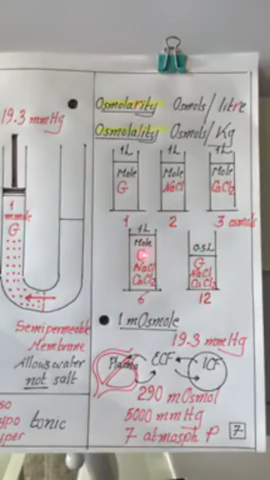 19.3 mmHg
1
mmole
G
Semipermeable
Membrane
Allows water
not salt
iso
hypo tonic
hyper
Osmolarity Osmols/litre
Osmolality Osmols/Kg
1L 1L 1L
Mole Mole Mole
G NaCl CaCl2
1 2 3 osmols
1L 0.5L
Mole
G G
NaCl NaCl
CaCl2 CaCl2
6 12
1 mOsmole
19.3 mmHg
Plasma ECF ICF
290 mOsmol
5000 mmHg
7 atmosph P
7